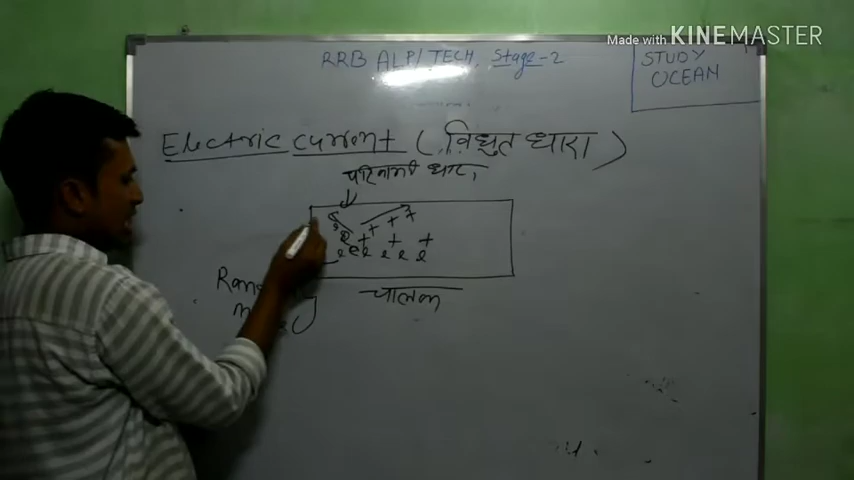 Made with KINEMASTER
RRB ALP/TECH. Stage-2
STUDY
OCEAN
Electric current (विधुत धारा)
परिणामी धारा
+ +
+ + +
e e e e e
चालक